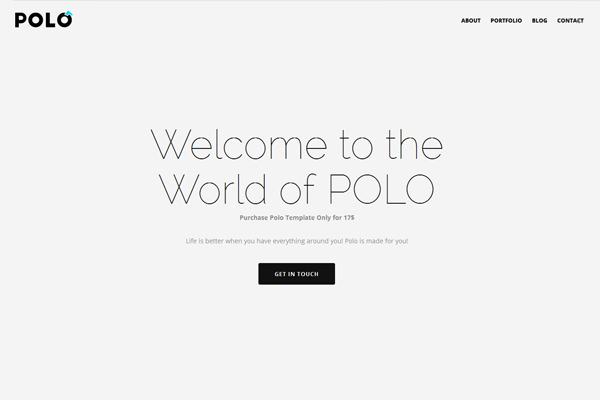 POLO
ABOUT PORTFOLIO BLOG CONTACT
Welcome to the
World of POLO
Purchase Polo Template Only for 17$
Life is better when you have everything around you! Polo is made for you!
GET IN TOUCH